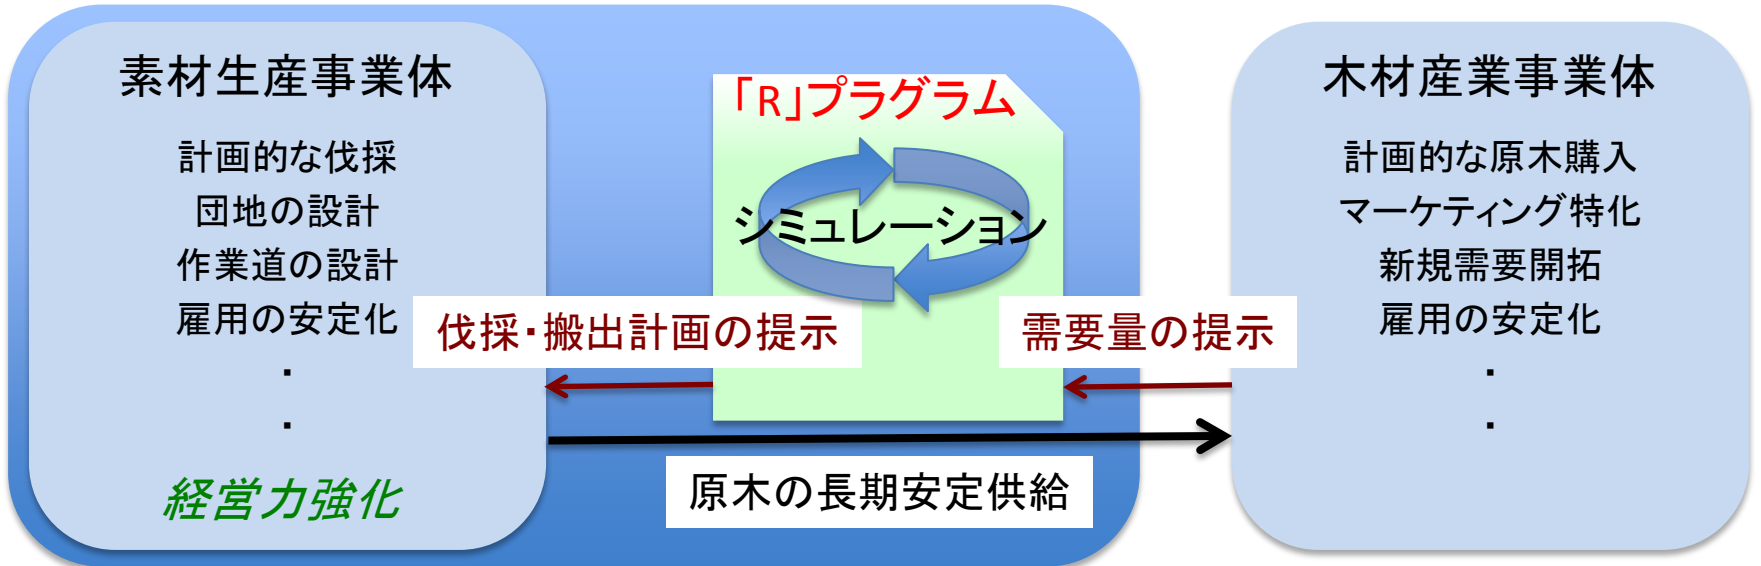 素材生産事業体
計画的な伐採
団地の設計
作業道の設計
雇用の安定化
・
・
経営力強化
「R」プラグラム
シミュレーション
伐採・搬出計画の提示
需要量の提示
原木の長期安定供給
木材産業事業体
計画的な原木購入
マーケティング特化
新規需要開拓
雇用の安定化
・
・